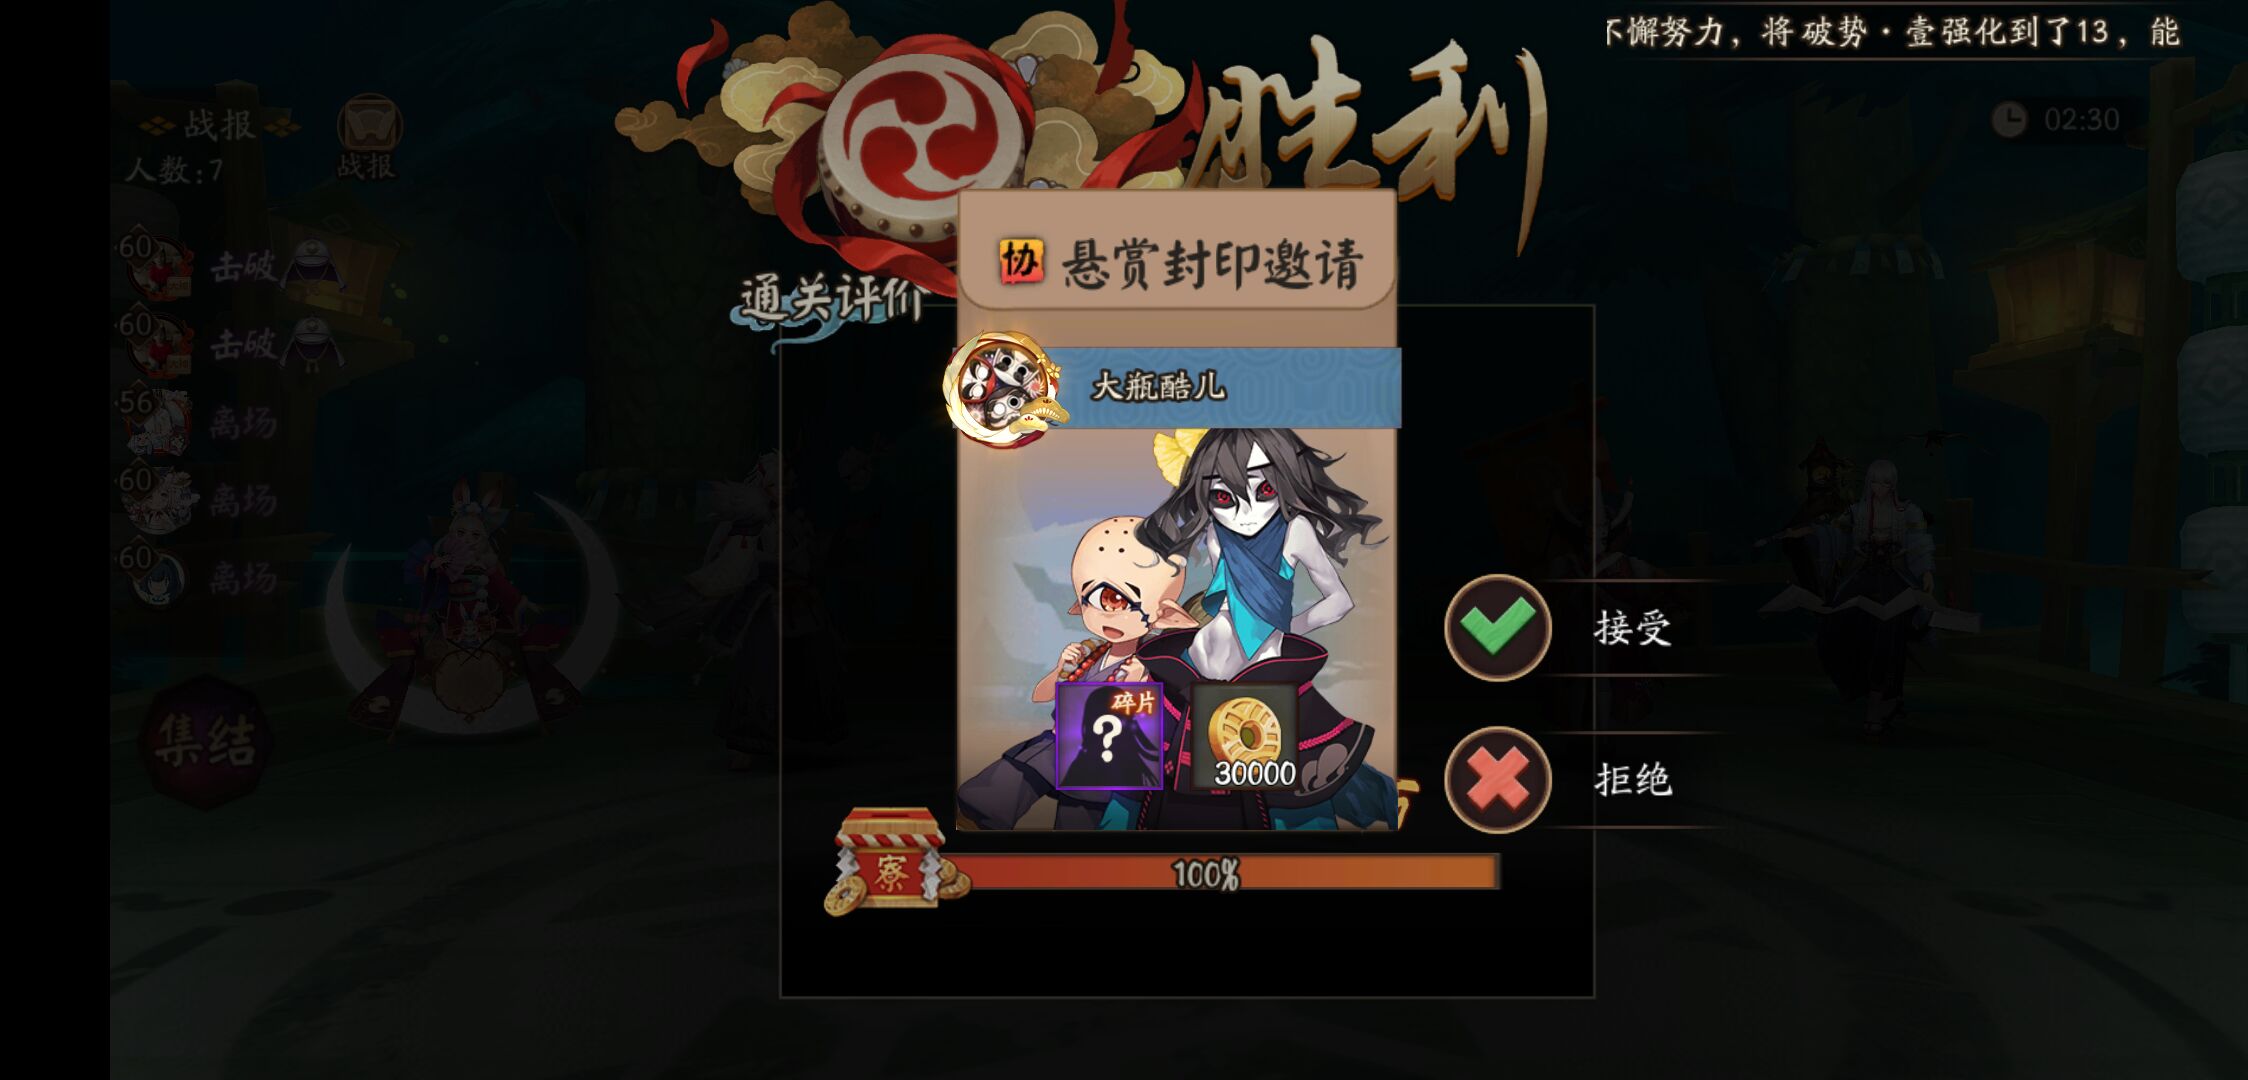 不懈努力，将破势·壹强化到了13，能
胜利
战报
战报
02:30
人数:7
协 悬赏封印邀请
60 击破
通关评价
60 击破
大瓶酷儿
56 离场
60 离场
60 离场
接受
碎片
?
30000
集结
拒绝
寮
100%